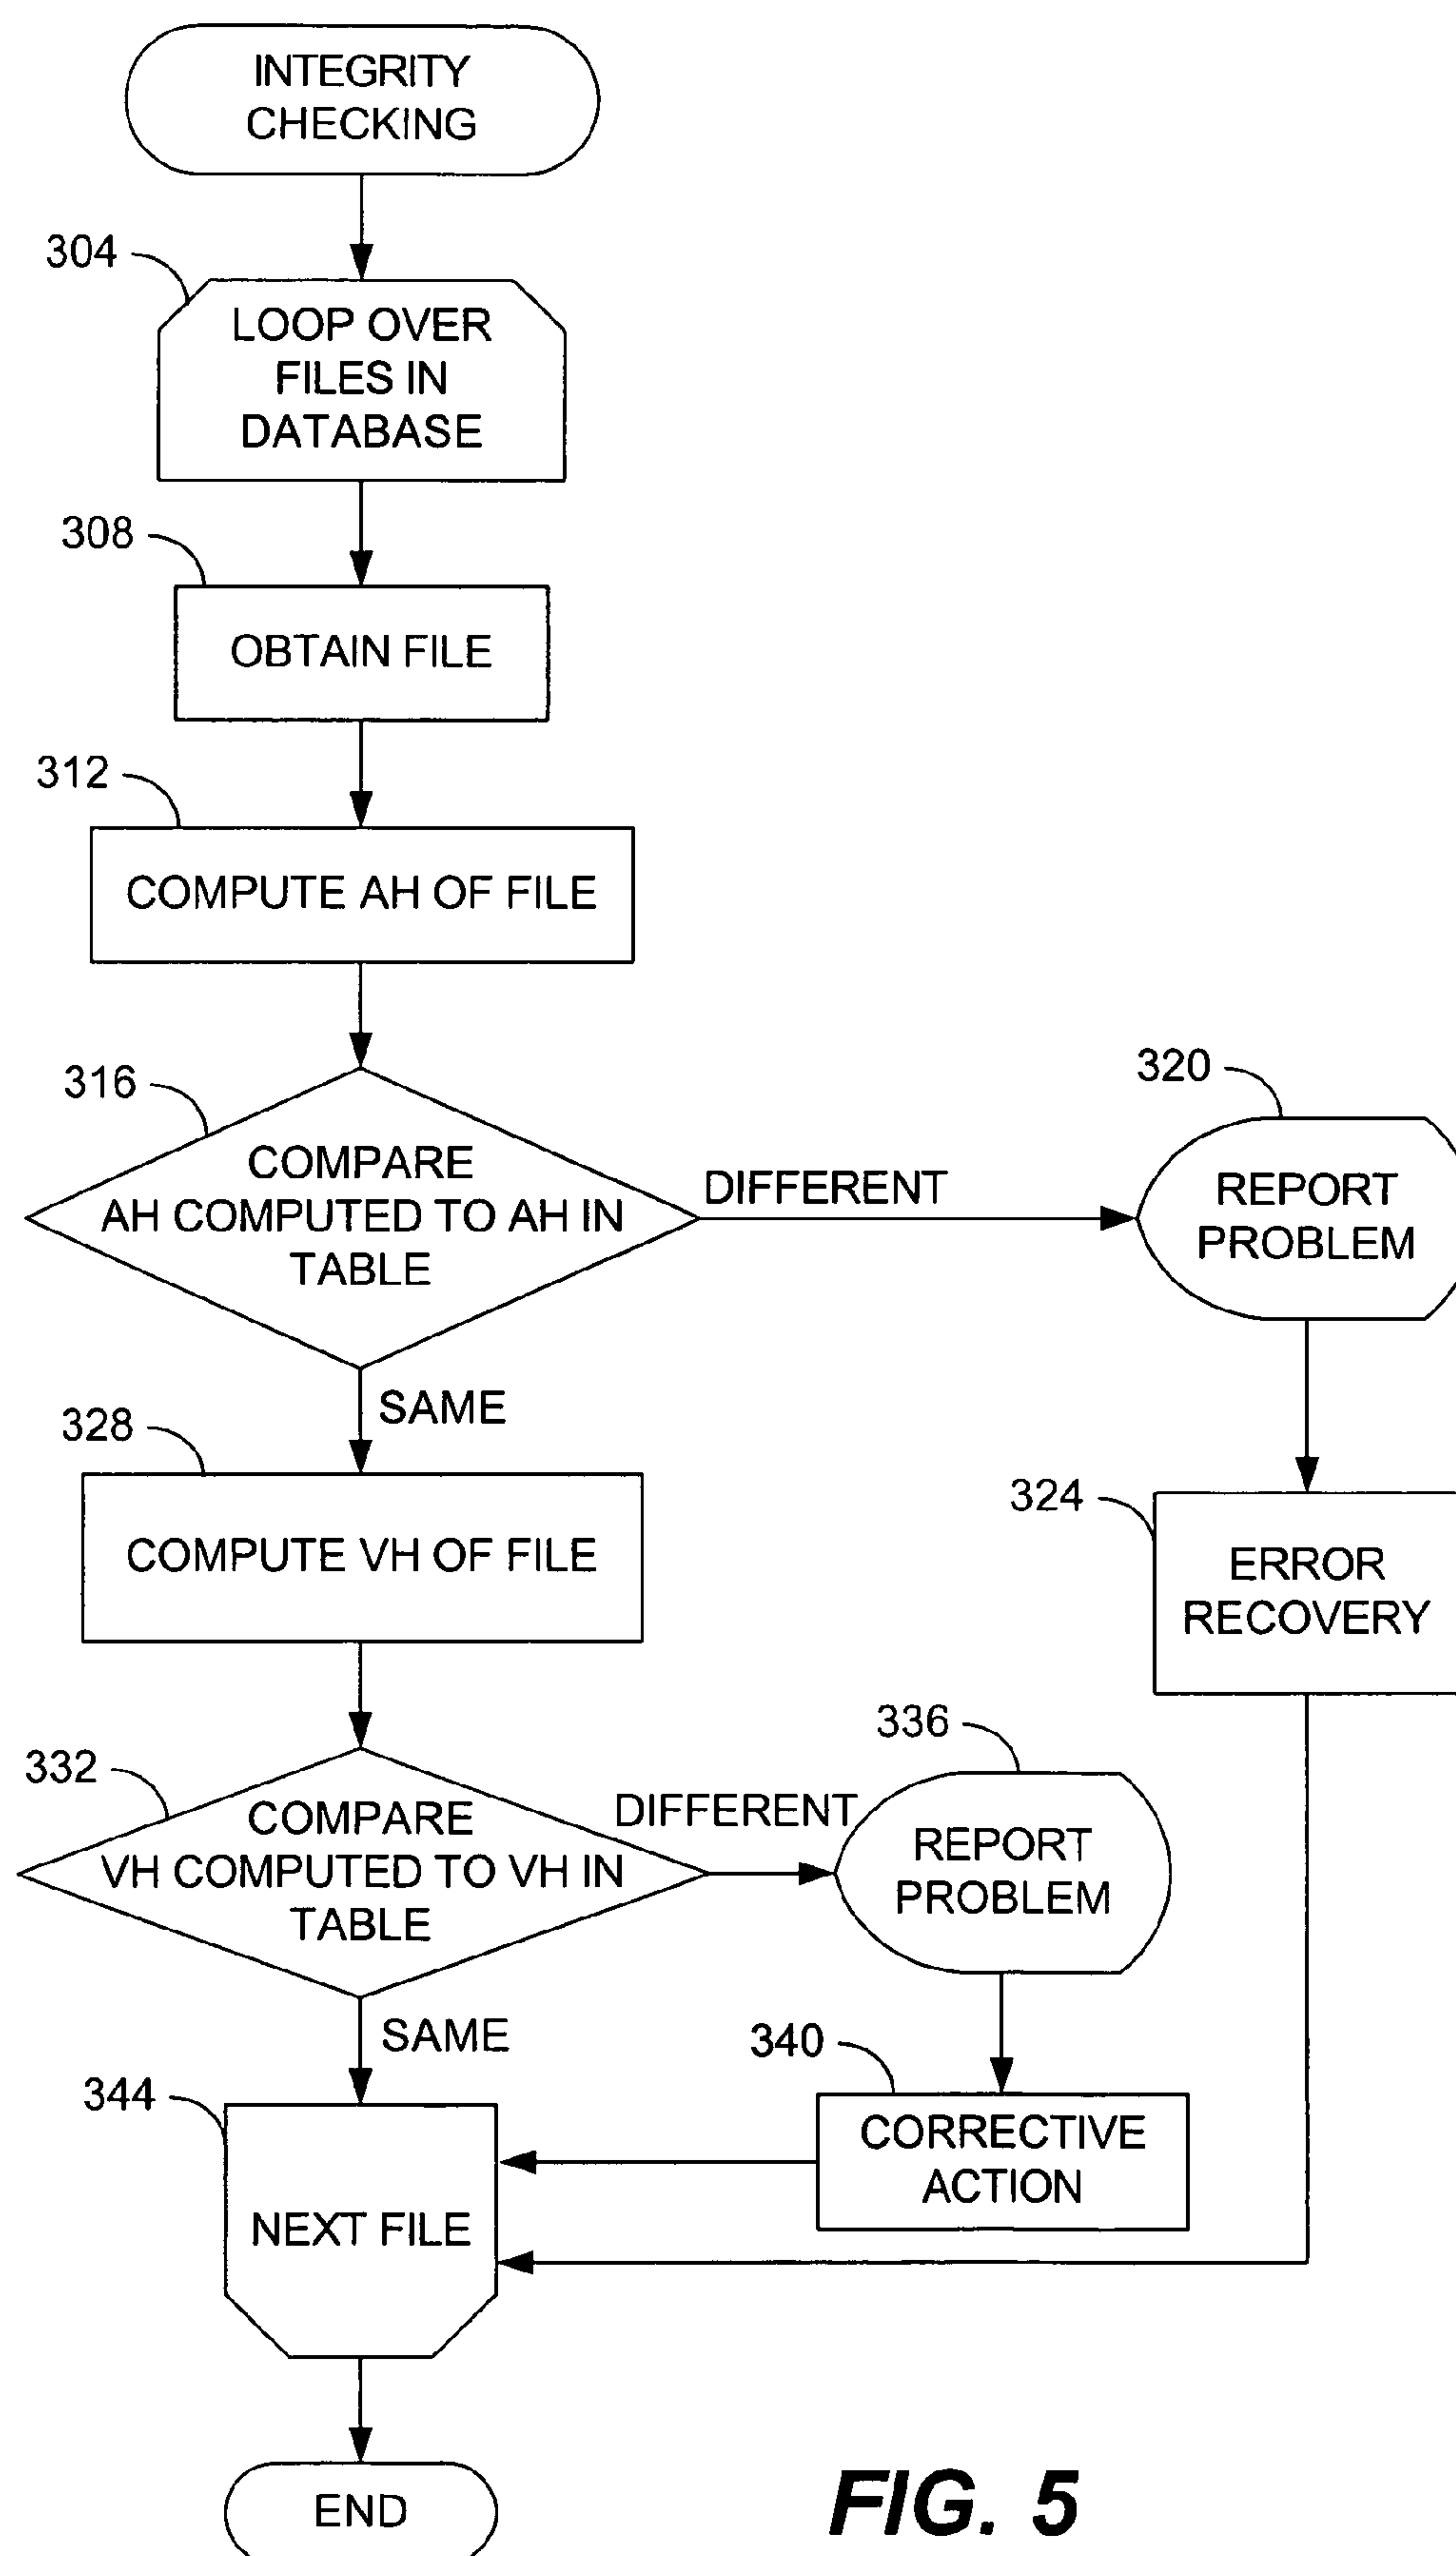 INTEGRITY
CHECKING
304
LOOP OVER
FILES IN
DATABASE
308
OBTAIN FILE
312
COMPUTE AH OF FILE
316
COMPARE
AH COMPUTED TO AH IN
TABLE
DIFFERENT
320
REPORT
PROBLEM
SAME
324
ERROR
RECOVERY
328
COMPUTE VH OF FILE
332
COMPARE
VH COMPUTED TO VH IN
TABLE
DIFFERENT
336
REPORT
PROBLEM
SAME
340
CORRECTIVE
ACTION
344
NEXT FILE
END
FIG. 5